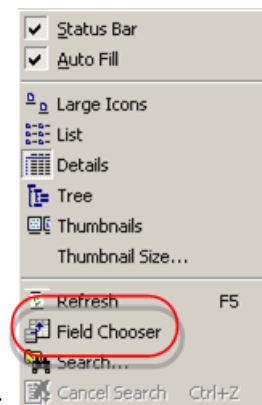 Status Bar
Auto Fill
Large Icons
List
Details
Tree
Thumbnails
Thumbnail Size...
Refresh F5
Field Chooser
Search...
Cancel Search Ctrl+Z